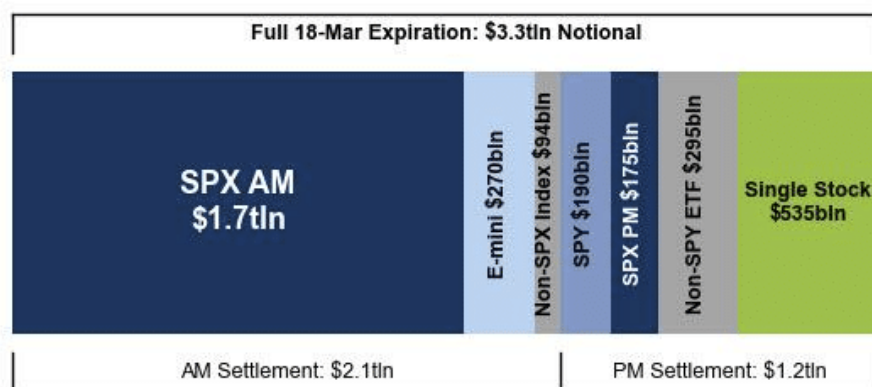 Full 18-Mar Expiration: $3.3tln Notional
SPX AM
$1.7tln
E-mini $270bln
Non-SPX Index $94bln
SPY $190bln
SPX PM $175bln
Non-SPY ETF $295bln
Single Stock
$535bln
AM Settlement: $2.1tln
PM Settlement: $1.2tln